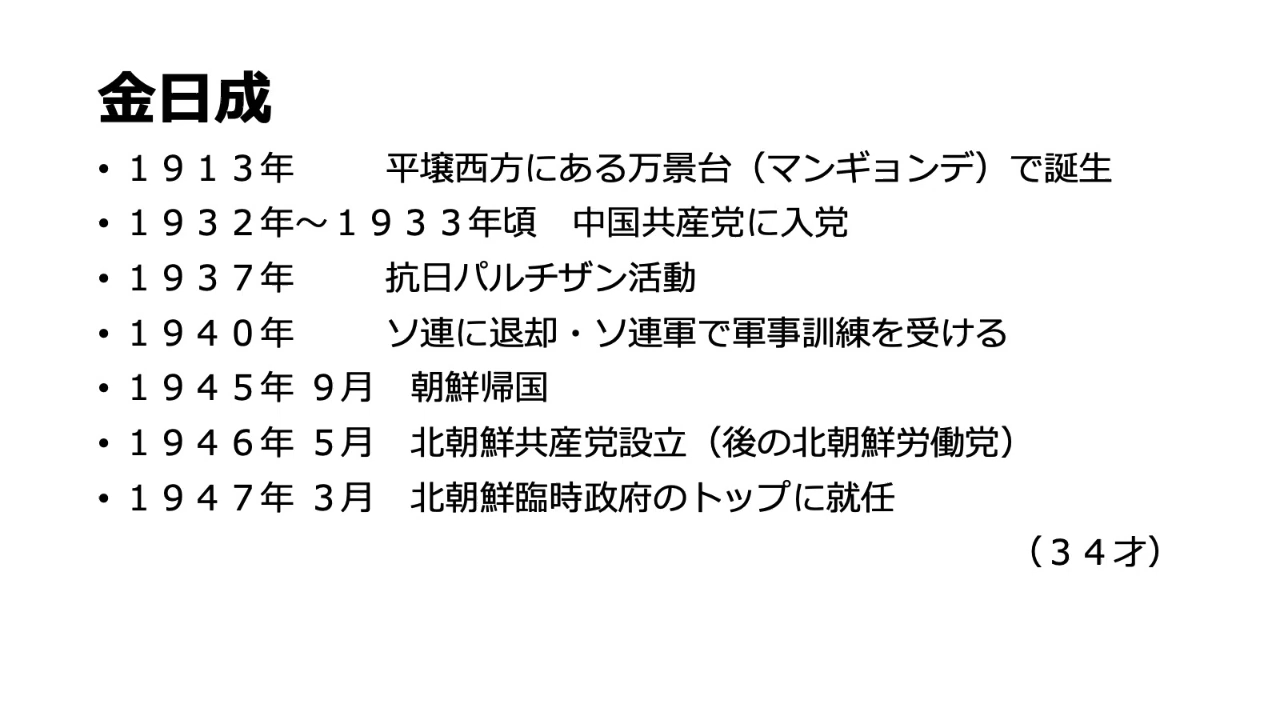 金日成
• １９１３年　　平壌西方にある万景台（マンギョンデ）で誕生
• １９３２年～１９３３年頃　中国共産党に入党
• １９３７年　　抗日パルチザン活動
• １９４０年　　ソ連に退却・ソ連軍で軍事訓練を受ける
• １９４５年 ９月　朝鮮帰国
• １９４６年 ５月　北朝鮮共産党設立（後の北朝鮮労働党）
• １９４７年 ３月　北朝鮮臨時政府のトップに就任
（３４才）